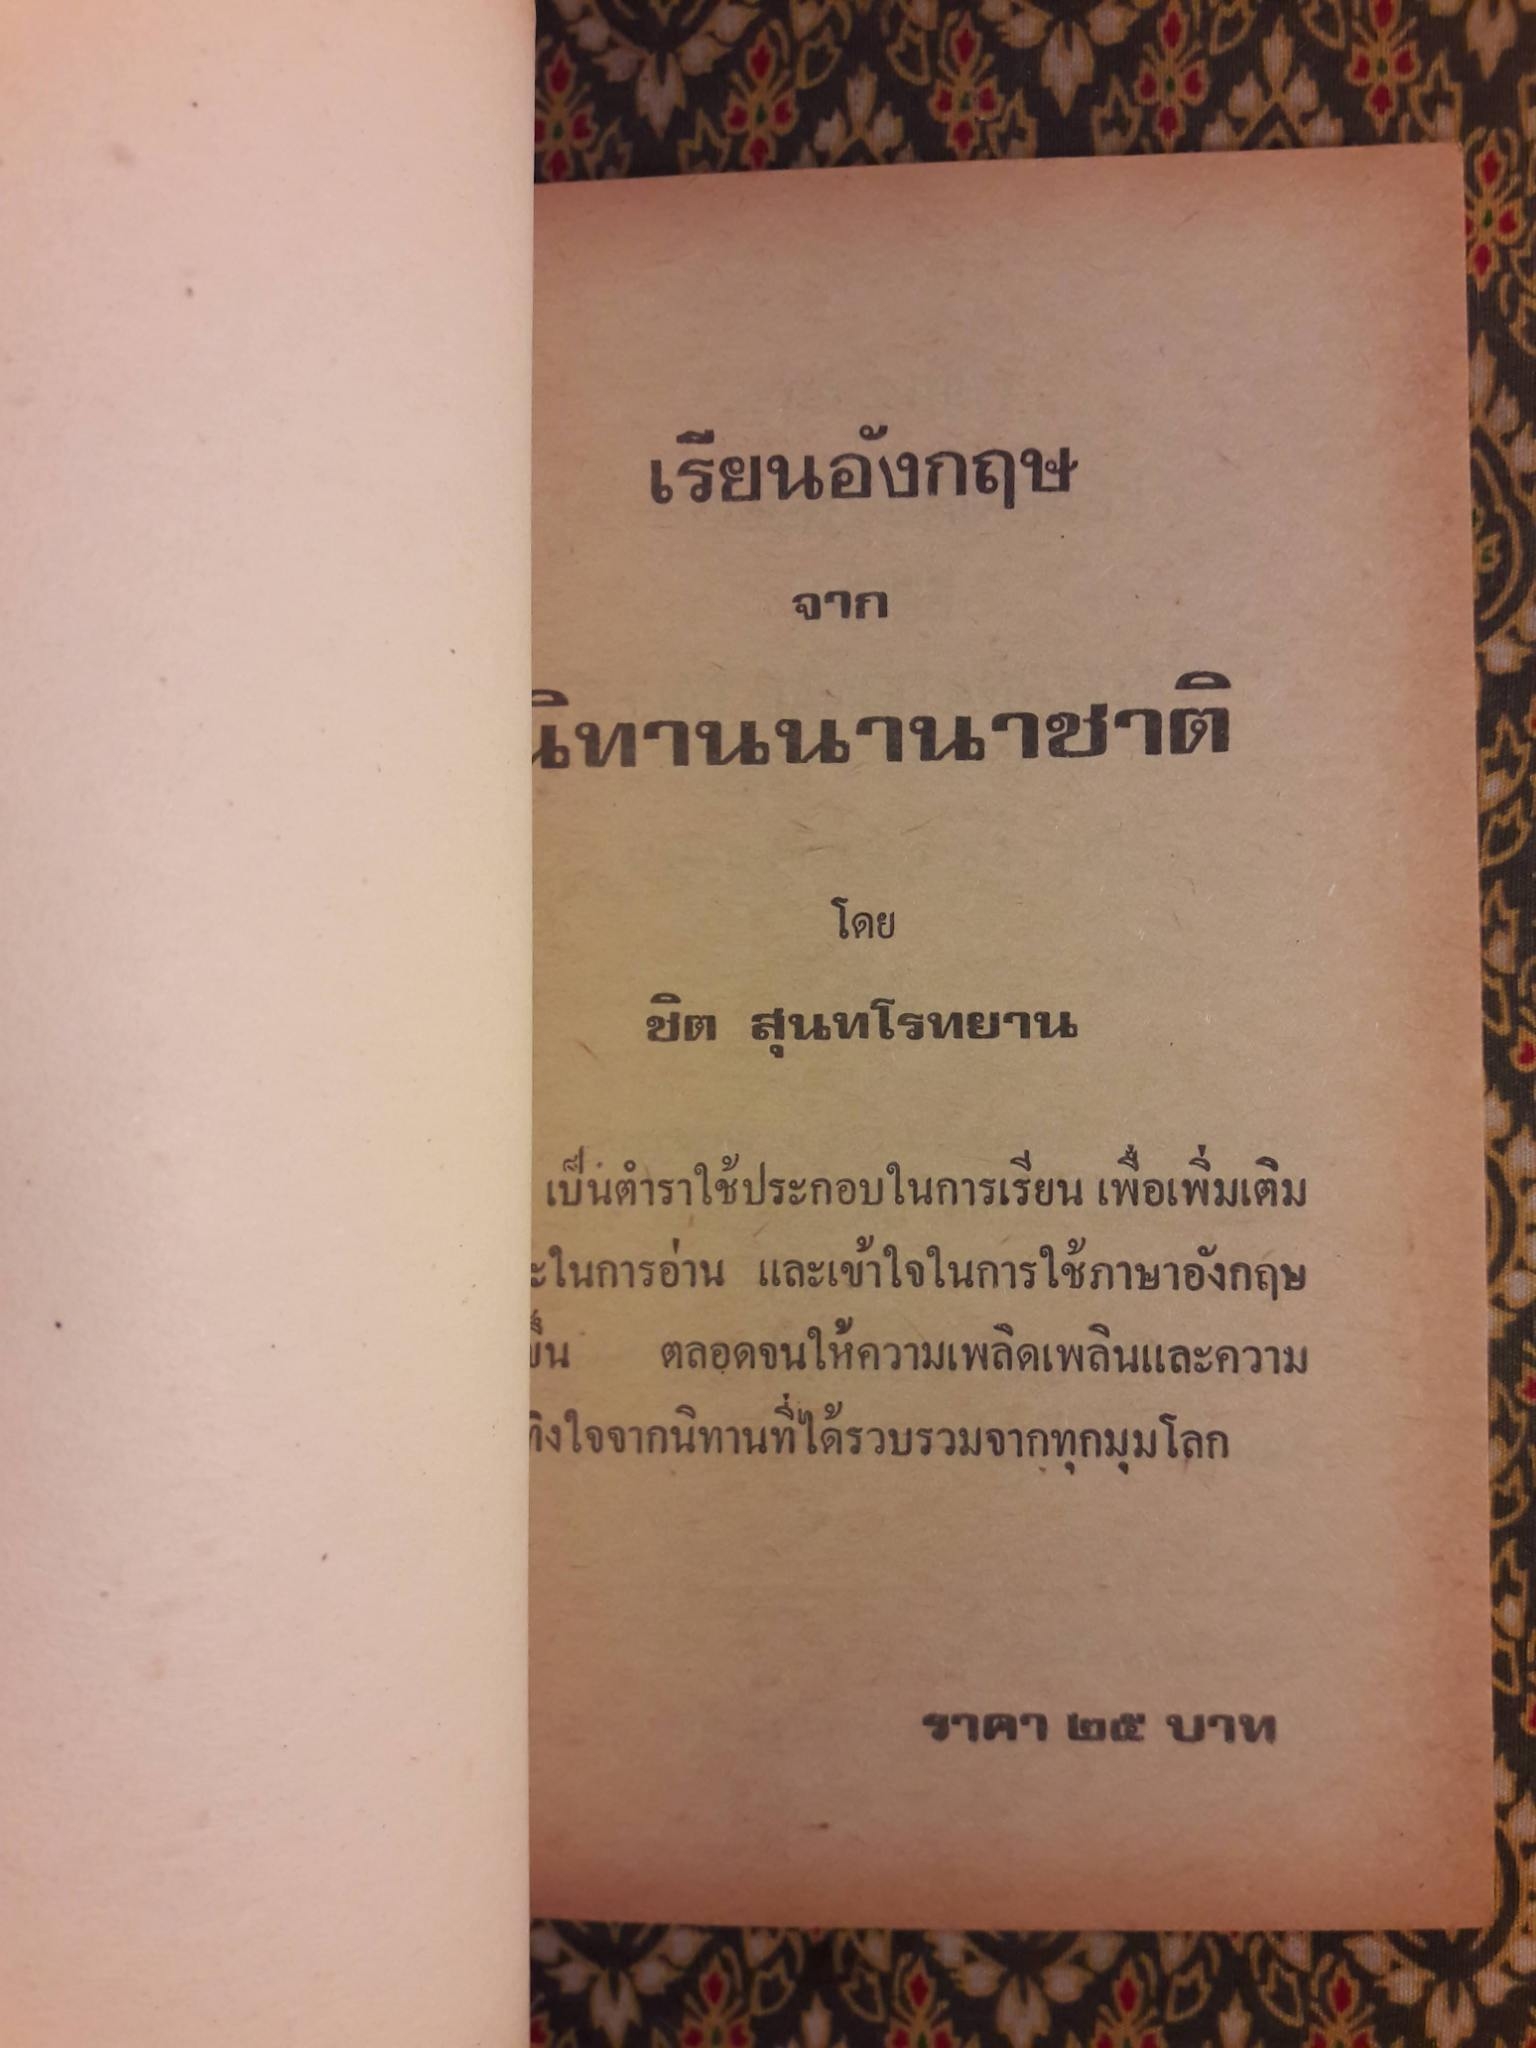 เรียนอังกฤษ
จาก
นิทานนานาชาติ
โดย
ชิต สุนทโรทยาน
เป็นตำราใช้ประกอบในการเรียน เพื่อเพิ่มเติม
ะในการอ่าน และเข้าใจในการใช้ภาษาอังกฤษ
ขึ้น ตลอดจนให้ความเพลิดเพลินและความ
ทิงใจจากนิทานที่ได้รวบรวมจากทุกมุมโลก
ราคา ๒๕ บาท